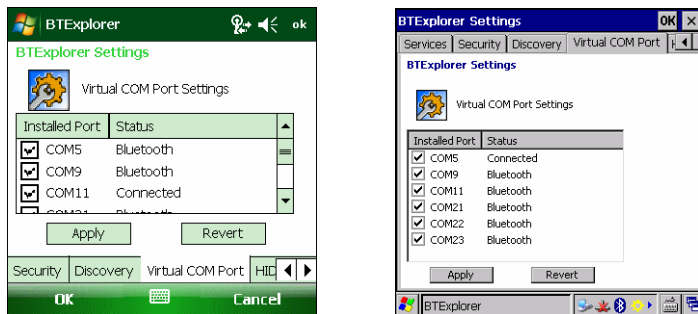 BTExplorer ok
BTExplorer Settings
Virtual COM Port Settings
Installed Port Status
COM5 Bluetooth
COM9 Bluetooth
COM11 Connected
Apply Revert
Security Discovery Virtual COM Port HID
OK Cancel
BTExplorer Settings OK
Services Security Discovery Virtual COM Port
BTExplorer Settings
Virtual COM Port Settings
Installed Port Status
COM5 Connected
COM9 Bluetooth
COM11 Bluetooth
COM21 Bluetooth
COM22 Bluetooth
COM23 Bluetooth
Apply Revert
BTExplorer